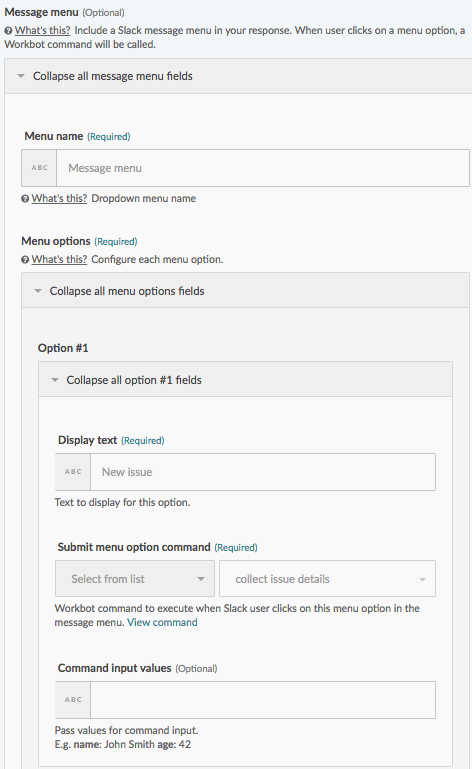 Message menu (Optional)
What's this? Include a Slack message menu in your response. When user clicks on a menu option, a
Workbot command will be called.
Collapse all message menu fields
Menu name (Required)
ABC Message menu
What's this? Dropdown menu name
Menu options (Required)
What's this? Configure each menu option.
Collapse all menu options fields
Option #1
Collapse all option #1 fields
Display text (Required)
ABC New issue
Text to display for this option.
Submit menu option command (Required)
Select from list collect issue details
Workbot command to execute when Slack user clicks on this menu option in the
message menu. View command
Command input values (Optional)
ABC
Pass values for command input.
E.g. name: John Smith age: 42